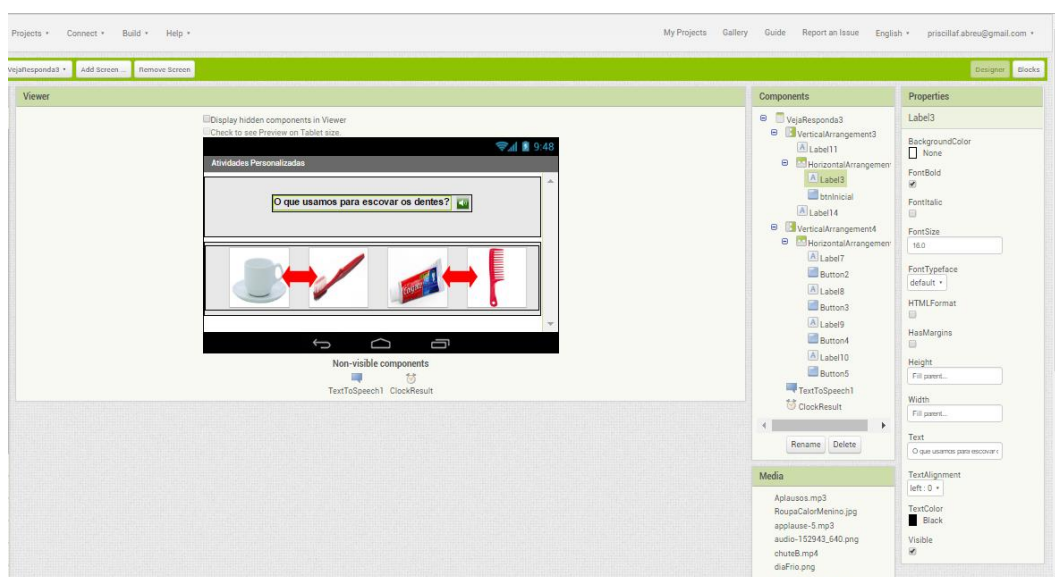 Projects Connect Build Help My Projects Gallery Guide Report an Issue English priscillaf.abreu@gmail.com
VejaResponda3 Add Screen ... Remove Screen Designer Blocks
Viewer
Display hidden components in Viewer
Check to see Preview on Tablet size.
9:48
Atividades Personalizadas
O que usamos para escovar os dentes?
Non-visible components
TextToSpeech1 ClockResult
Components
VejaResponda3
VerticalArrangement3
Label11
HorizontalArrangemen
Label3
btnInicial
Label14
VerticalArrangement4
HorizontalArrangemen
Label7
Button2
Label8
Button3
Label9
Button4
Label10
Button5
TextToSpeech1
ClockResult
Rename Delete
Media
Aplausos.mp3
RoupaCalorMenino.jpg
applause-5.mp3
audio-152943_640.png
chuteB.mp4
diaFrio.png
Properties
Label3
BackgroundColor
None
FontBold
FontItalic
FontSize
16.0
FontTypeface
default
HTMLFormat
HasMargins
Height
Fill parent...
Width
Fill parent...
Text
O que usamos para escovar
TextAlignment
left : 0
TextColor
Black
Visible